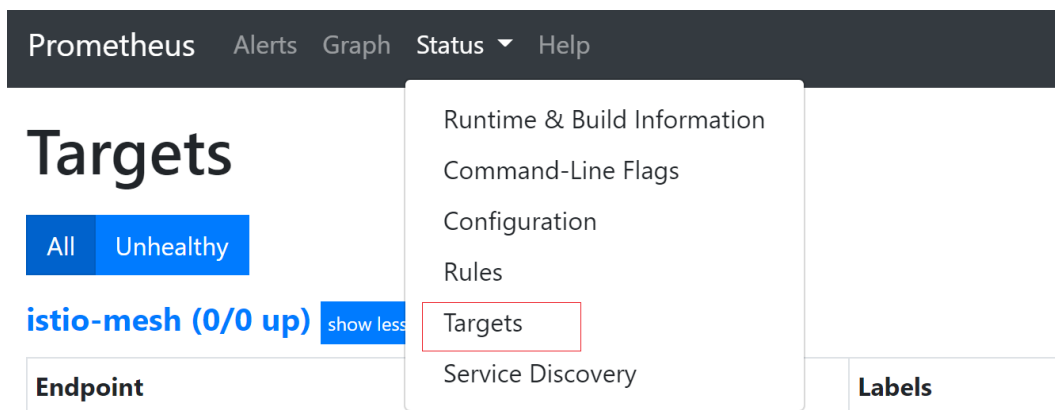 Prometheus Alerts Graph Status Help
Runtime & Build Information
Command-Line Flags
Configuration
Rules
Targets
Service Discovery
Targets
All Unhealthy
istio-mesh (0/0 up) show less
Endpoint Labels